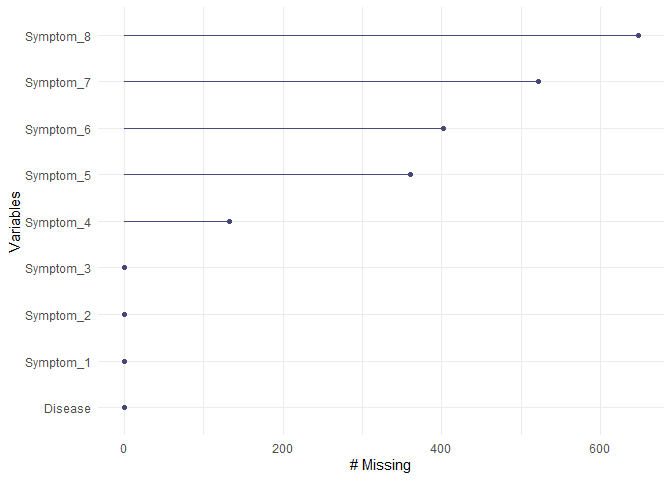 Symptom_8
Symptom_7
Symptom_6
Symptom_5
Symptom_4
Symptom_3
Symptom_2
Symptom_1
Disease
Variables
0 200 400 600
# Missing